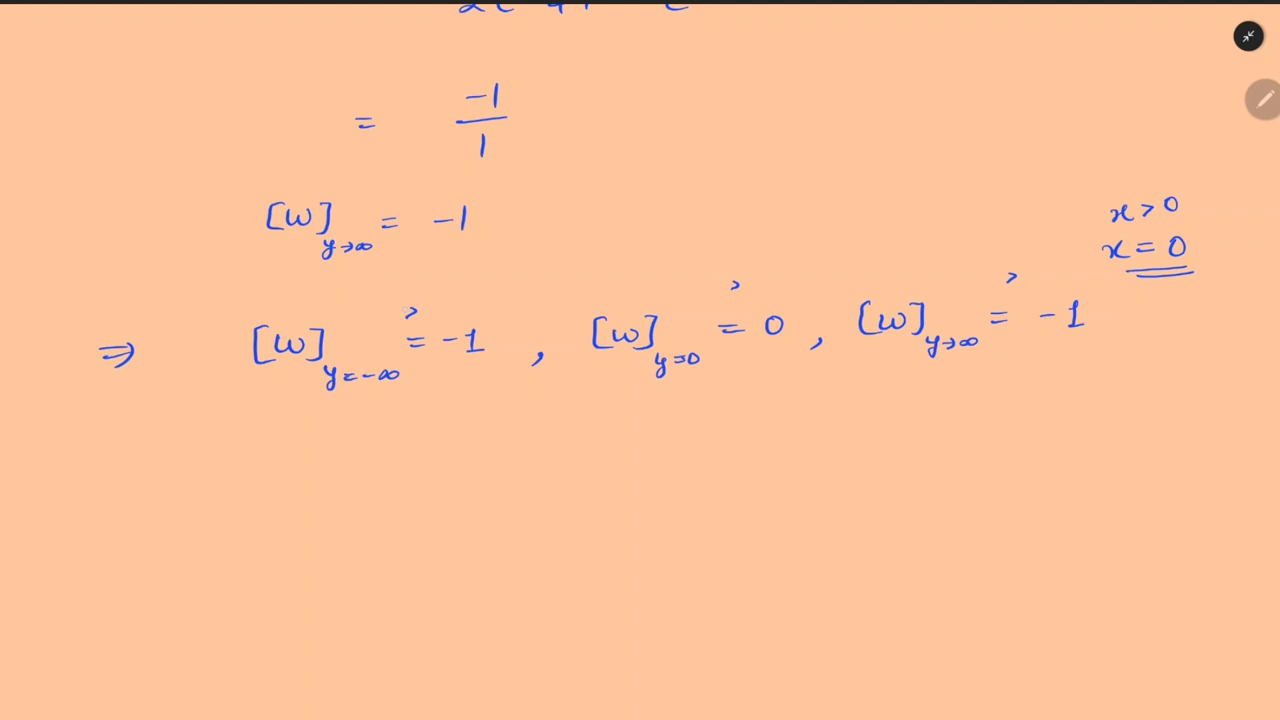 = -1/1
[w]y→∞ = -1
x > 0
x = 0
⇒ [w]y=-∞ = -1 , [w]y=0 = 0 , [w]y→∞ = -1